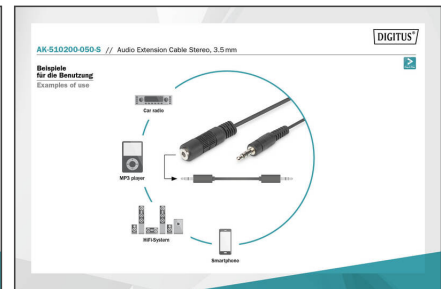 DIGITUS®
AK-510200-050-S // Audio Extension Cable Stereo, 3.5 mm
Beispiele
für die Benutzung
Examples of use
Car radio
MP3 player
HiFi-System
Smartphone